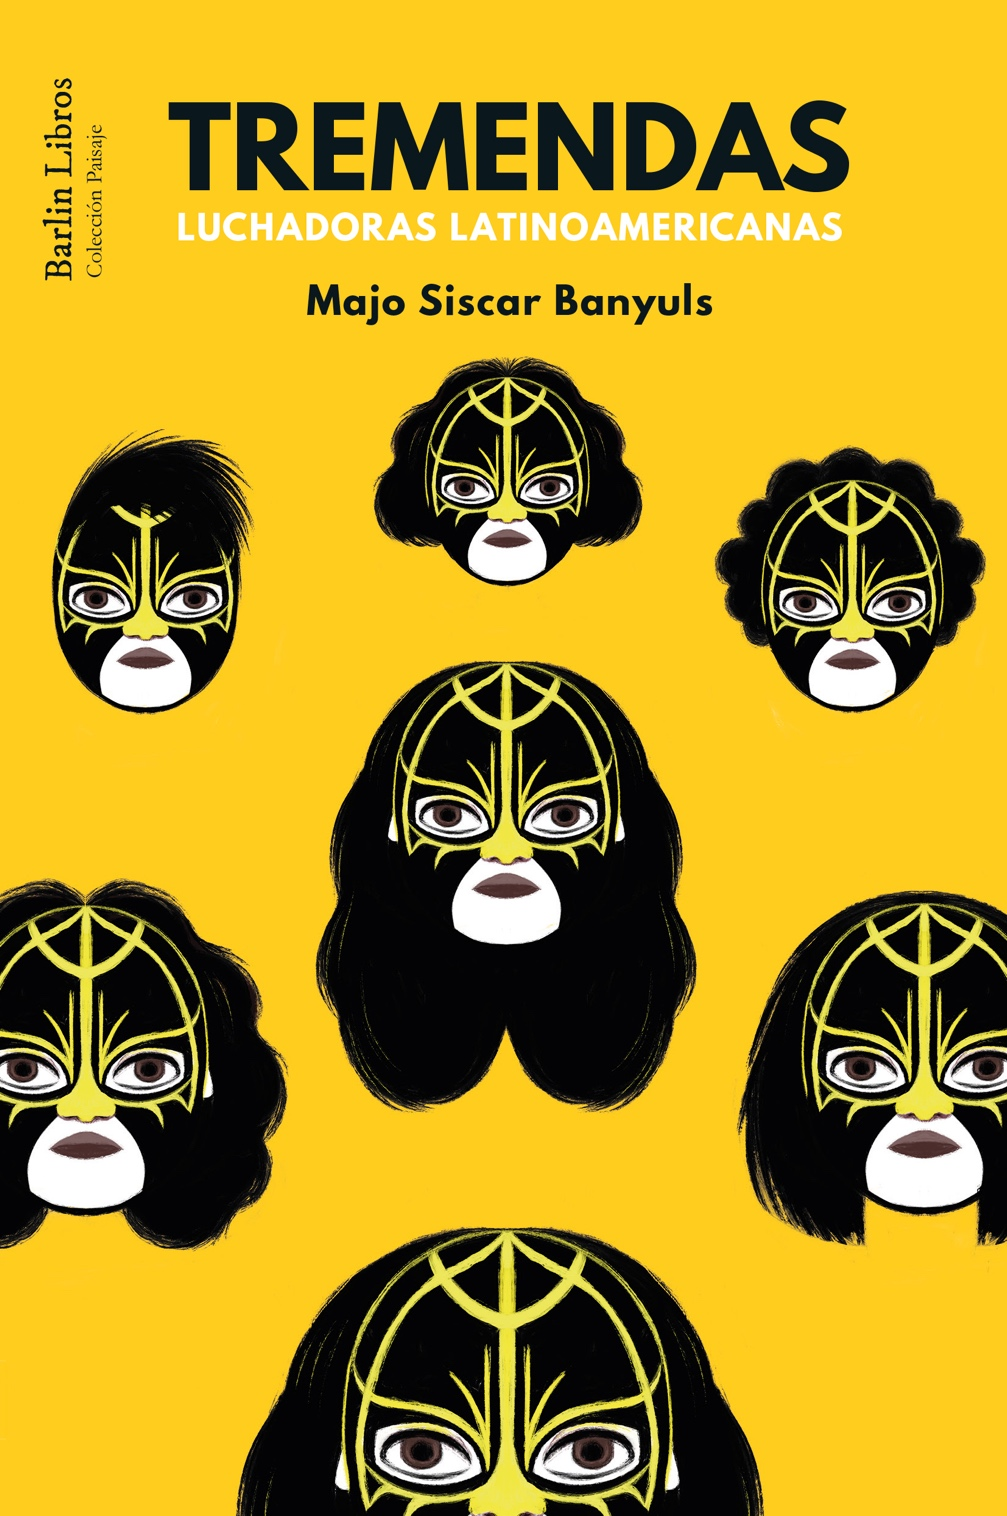 Barlin Libros
Colección Paisaje
TREMENDAS
LUCHADORAS LATINOAMERICANAS
Majo Siscar Banyuls